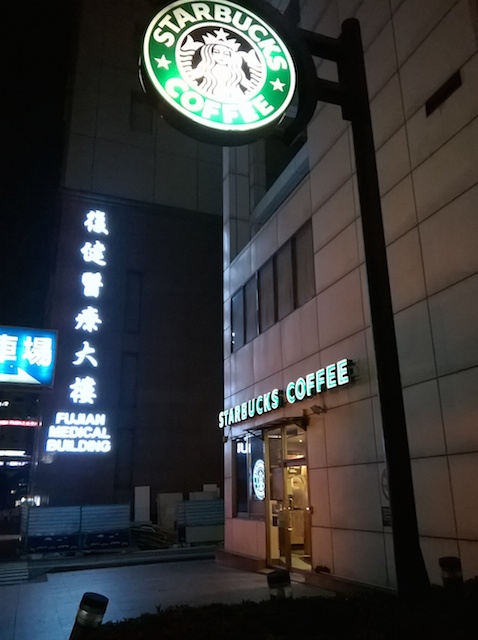 STARBUCKS
COFFEE
復健醫療大樓
FUJIAN
MEDICAL
BUILDING
車場
STARBUCKS COFFEE